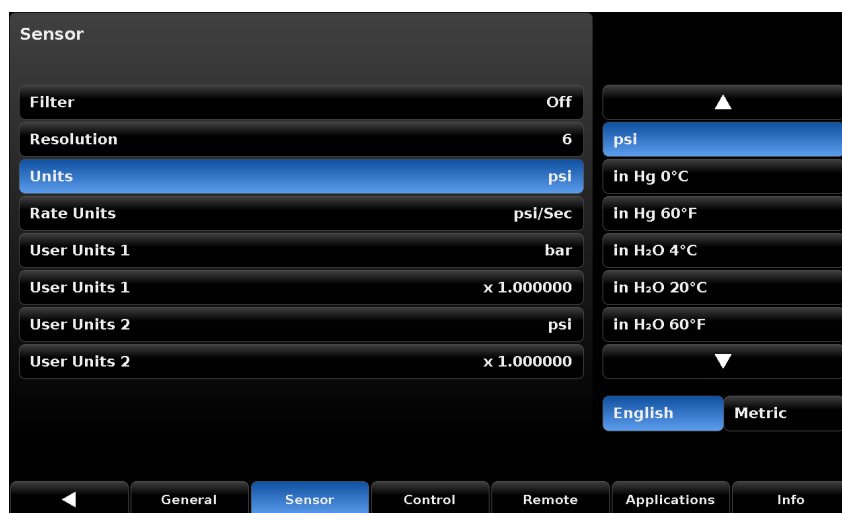 Sensor
Filter Off
Resolution 6
Units psi
Rate Units psi/Sec
User Units 1 bar
User Units 1 x 1.000000
User Units 2 psi
User Units 2 x 1.000000
psi
in Hg 0°C
in Hg 60°F
in H₂O 4°C
in H₂O 20°C
in H₂O 60°F
English Metric
General Sensor Control Remote Applications Info